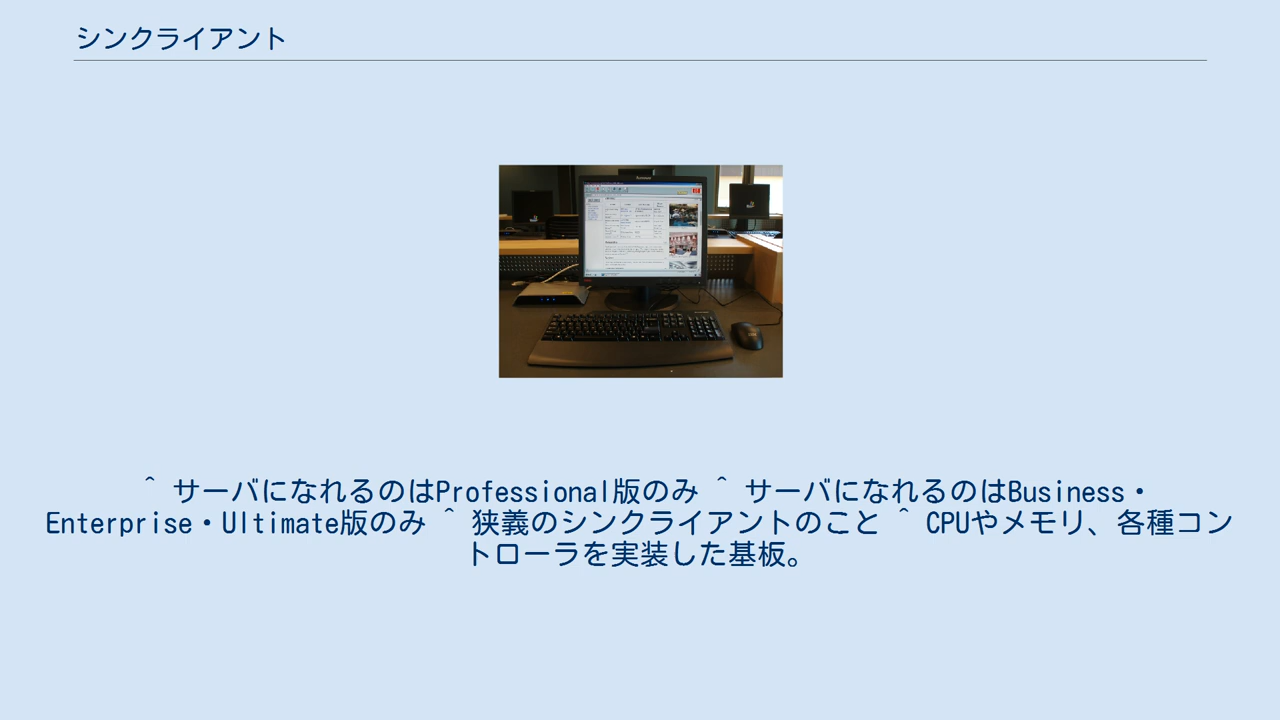 シンクライアント
^ サーバになれるのはProfessional版のみ ^ サーバになれるのはBusiness・
Enterprise・Ultimate版のみ ^ 狭義のシンクライアントのこと ^ CPUやメモリ、各種コン
トローラを実装した基板。